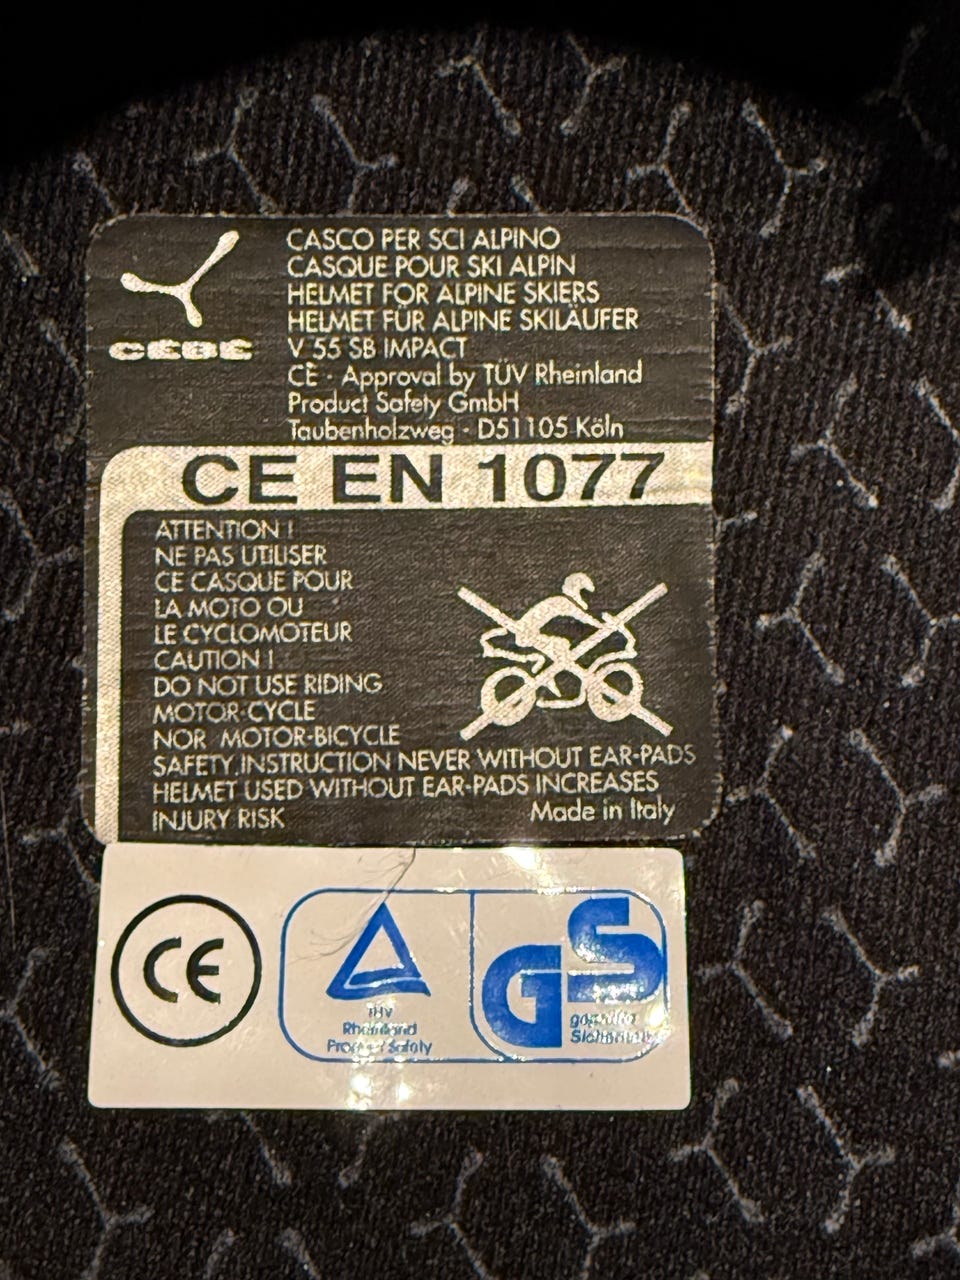 CÉBÉ
CASCO PER SCI ALPINO
CASQUE POUR SKI ALPIN
HELMET FOR ALPINE SKIERS
HELMET FÜR ALPINE SKILÄUFER
V 55 SB IMPACT
CE - Approval by TÜV Rheinland
Product Safety GmbH
Taubenholzweg - D51105 Köln
CE EN 1077
ATTENTION !
NE PAS UTILISER
CE CASQUE POUR
LA MOTO OU
LE CYCLOMOTEUR
CAUTION !
DO NOT USE RIDING
MOTOR-CYCLE
NOR MOTOR-BICYCLE
SAFETY INSTRUCTION NEVER WITHOUT EAR-PADS
HELMET USED WITHOUT EAR-PADS INCREASES
INJURY RISK
Made in Italy
CE
TÜV
Rheinland
Product Safety
GS
geprüfte
Sicherheit